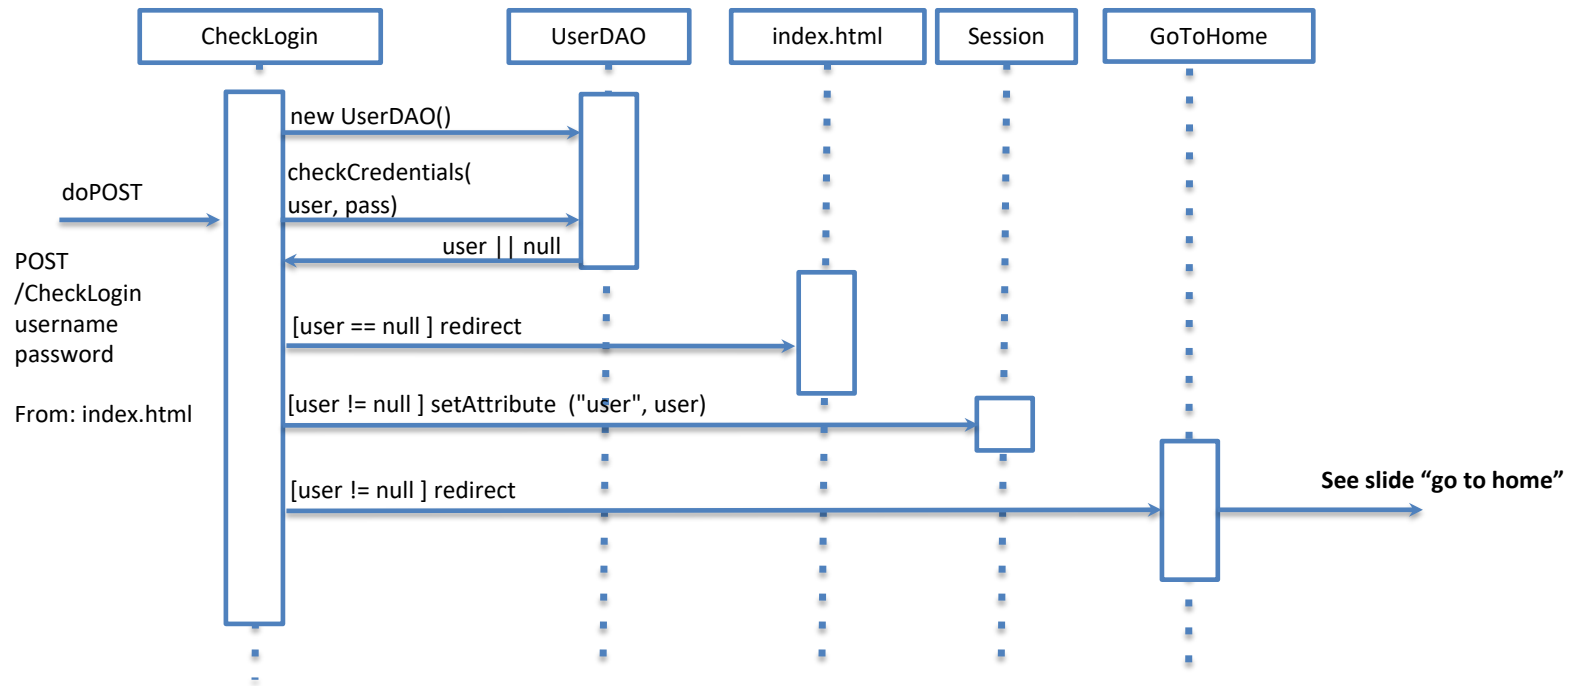 CheckLogin
UserDAO
index.html
Session
GoToHome
new UserDAO()
checkCredentials(
user, pass)
doPOST
user || null
POST
/CheckLogin
username
password
From: index.html
[user == null ] redirect
[user != null ] setAttribute  ("user", user)
[user != null ] redirect
See slide “go to home”